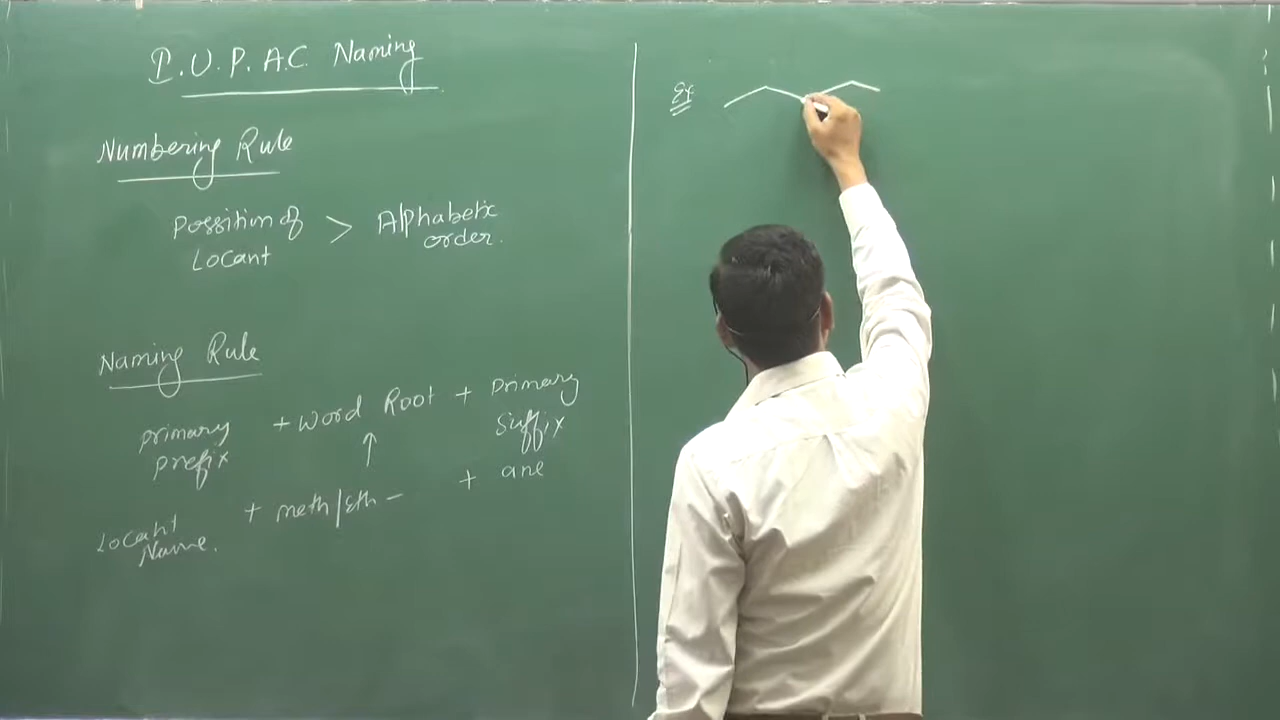 I.U.P.A.C. Naming
Numbering Rule
Possition of > Alphabetic
Locant order.
Naming Rule
primary + word Root + primary
prefix ↑ suffix
Locant + meth/Eth - + ane
Name.
Ex